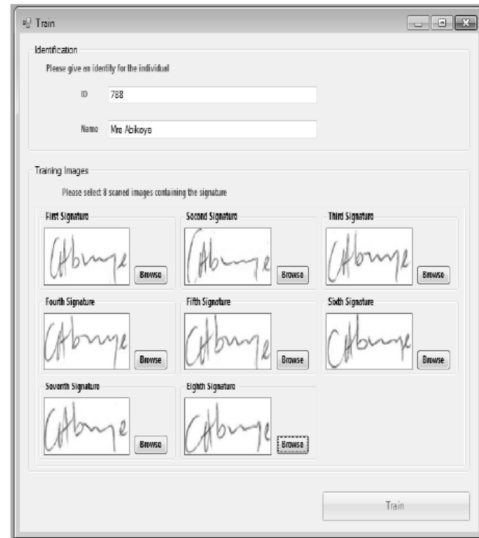 Train
Identification
Please give an identity for the individual
ID 788
Name Mrs Abikoye
Training Images
Please select 8 scaned images containing the signature
First Signature Second Signature Third Signature
Browse Browse Browse
Fourth Signature Fifth Signature Sixth Signature
Browse Browse Browse
Seventh Signature Eighth Signature
Browse Browse
Train